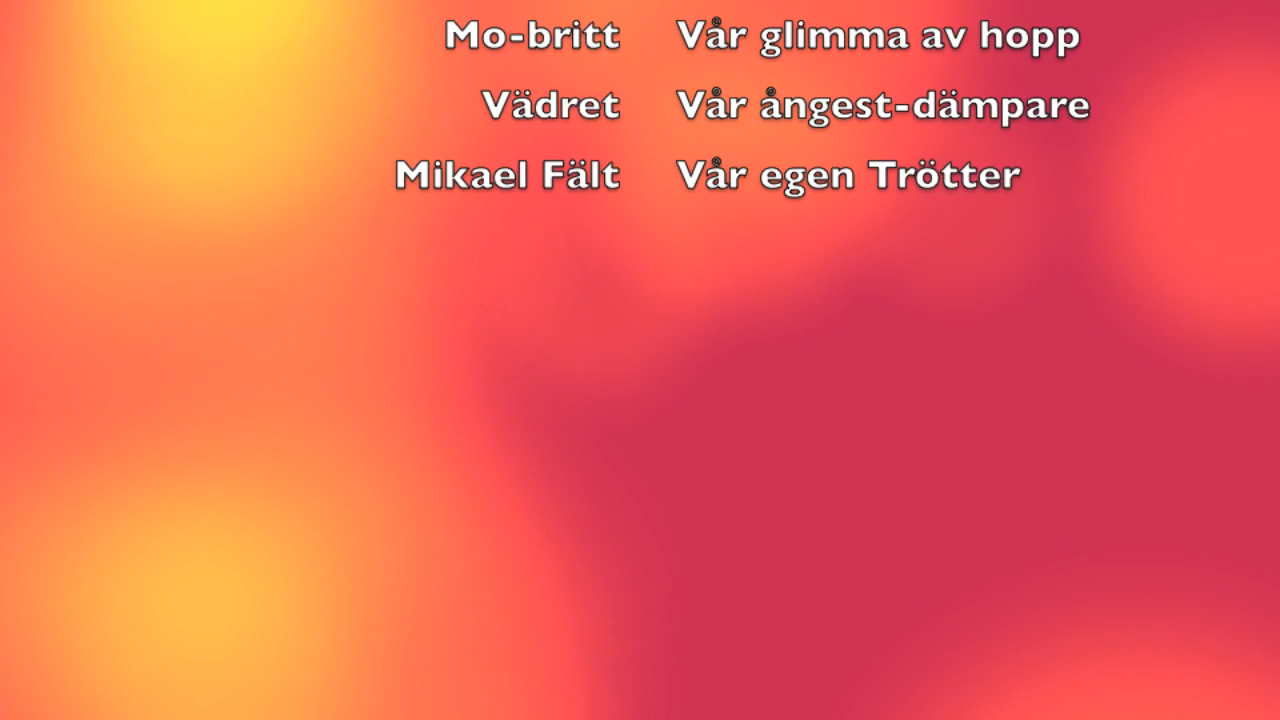 Mo-britt Vår glimma av hopp
Vädret Vår ångest-dämpare
Mikael Fält Vår egen Trötter